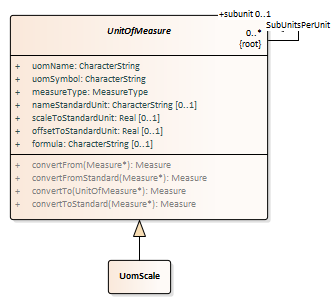 +subunit 0..1
UnitOfMeasure
SubUnitsPerUnit
0..*
{root}
+ uomName: CharacterString
+ uomSymbol: CharacterString
+ measureType: MeasureType
+ nameStandardUnit: CharacterString [0..1]
+ scaleToStandardUnit: Real [0..1]
+ offsetToStandardUnit: Real [0..1]
+ formula: CharacterString [0..1]
+ convertFrom(Measure*): Measure
+ convertFromStandard(Measure*): Measure
+ convertTo(UnitOfMeasure*): Measure
+ convertToStandard(Measure*): Measure
UomScale